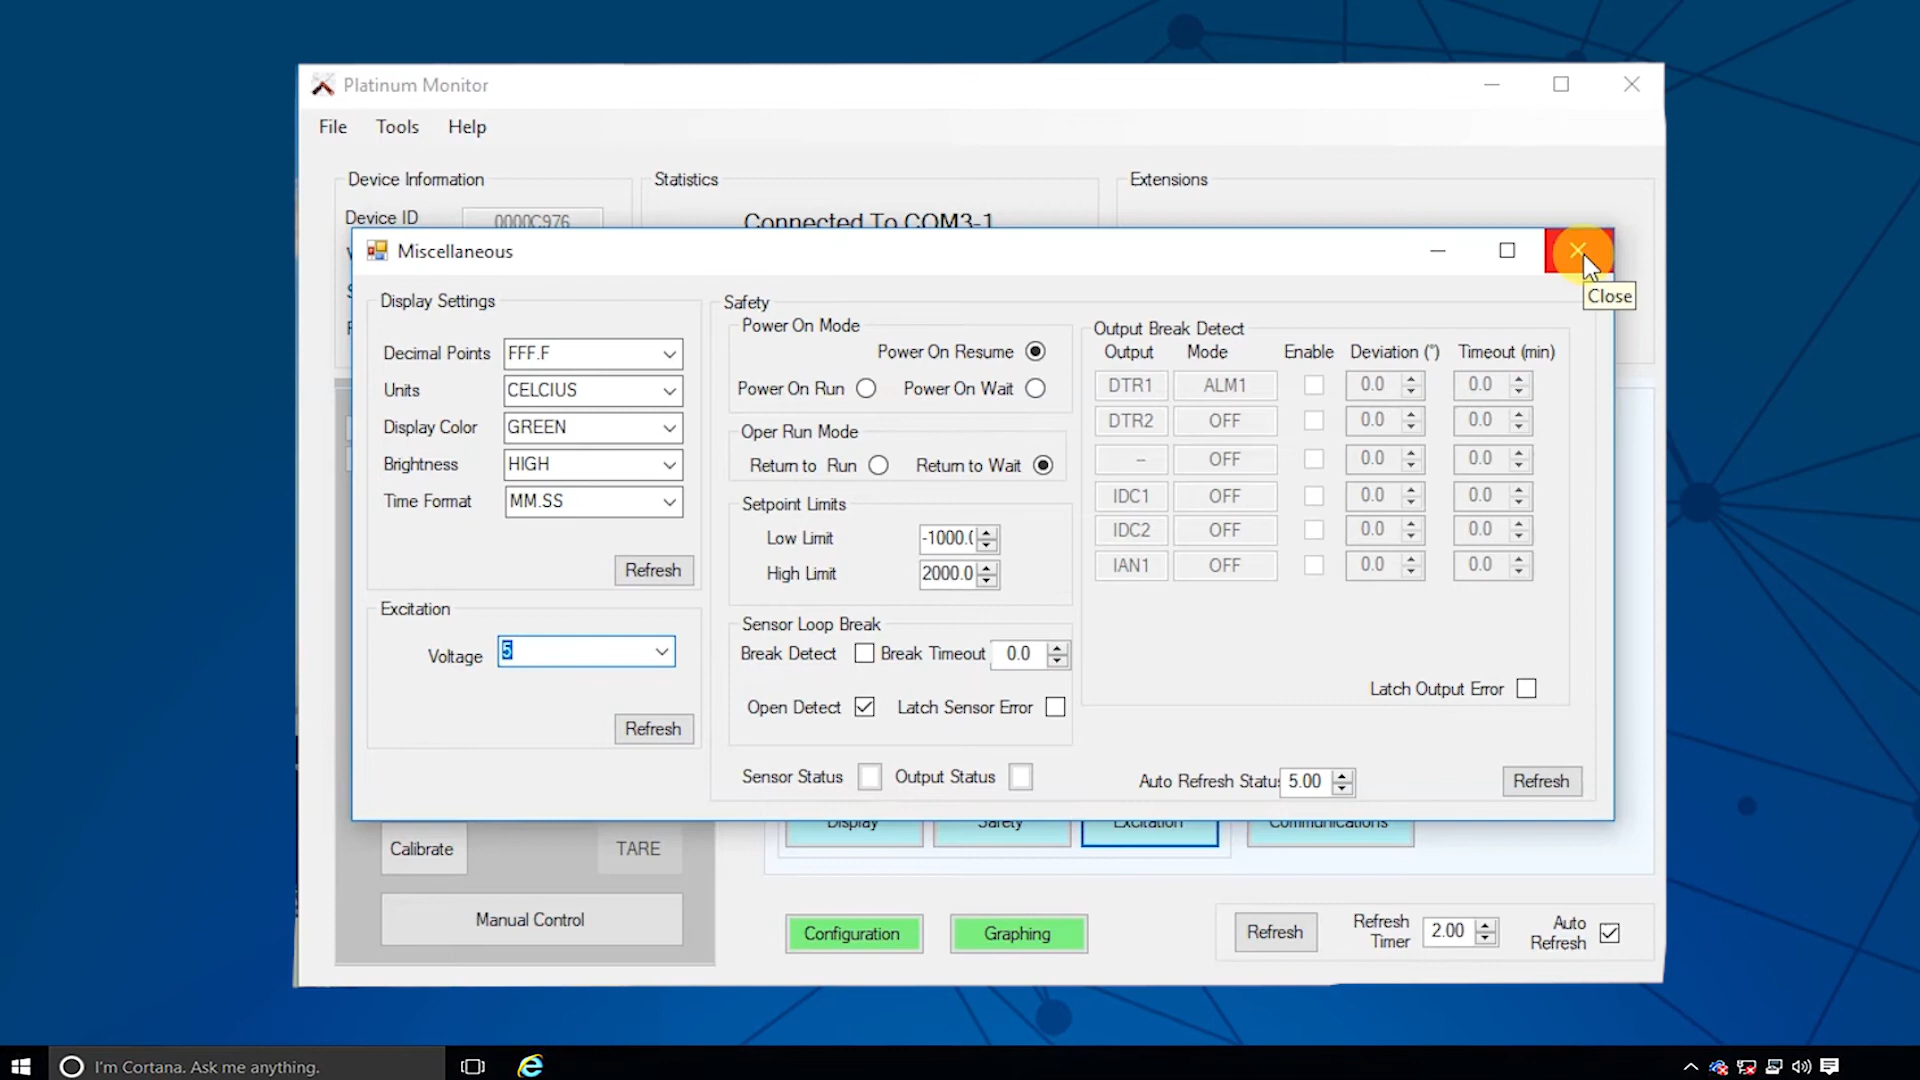 Platinum Monitor
File Tools Help
Device Information
Statistics
Extensions
Device ID 0000C976
Connected To COM3-1
Miscellaneous
Close
Display Settings
Decimal Points FFF.F
Units CELCIUS
Display Color GREEN
Brightness HIGH
Time Format MM.SS
Refresh
Excitation
Voltage 5
Refresh
Safety
Power On Mode
Power On Resume
Power On Run Power On Wait
Oper Run Mode
Return to Run Return to Wait
Setpoint Limits
Low Limit -1000.
High Limit 2000.0
Sensor Loop Break
Break Detect Break Timeout 0.0
Open Detect Latch Sensor Error
Sensor Status Output Status
Output Break Detect
Output Mode Enable Deviation (°) Timeout (min)
DTR1 ALM1 0.0 0.0
DTR2 OFF 0.0 0.0
- OFF 0.0 0.0
IDC1 OFF 0.0 0.0
IDC2 OFF 0.0 0.0
IAN1 OFF 0.0 0.0
Latch Output Error
Auto Refresh Statu 5.00 Refresh
Display Safety Excitation Communications
Calibrate TARE
Manual Control
Configuration Graphing
Refresh
Refresh
Timer
2.00
Auto
Refresh
I'm Cortana. Ask me anything.